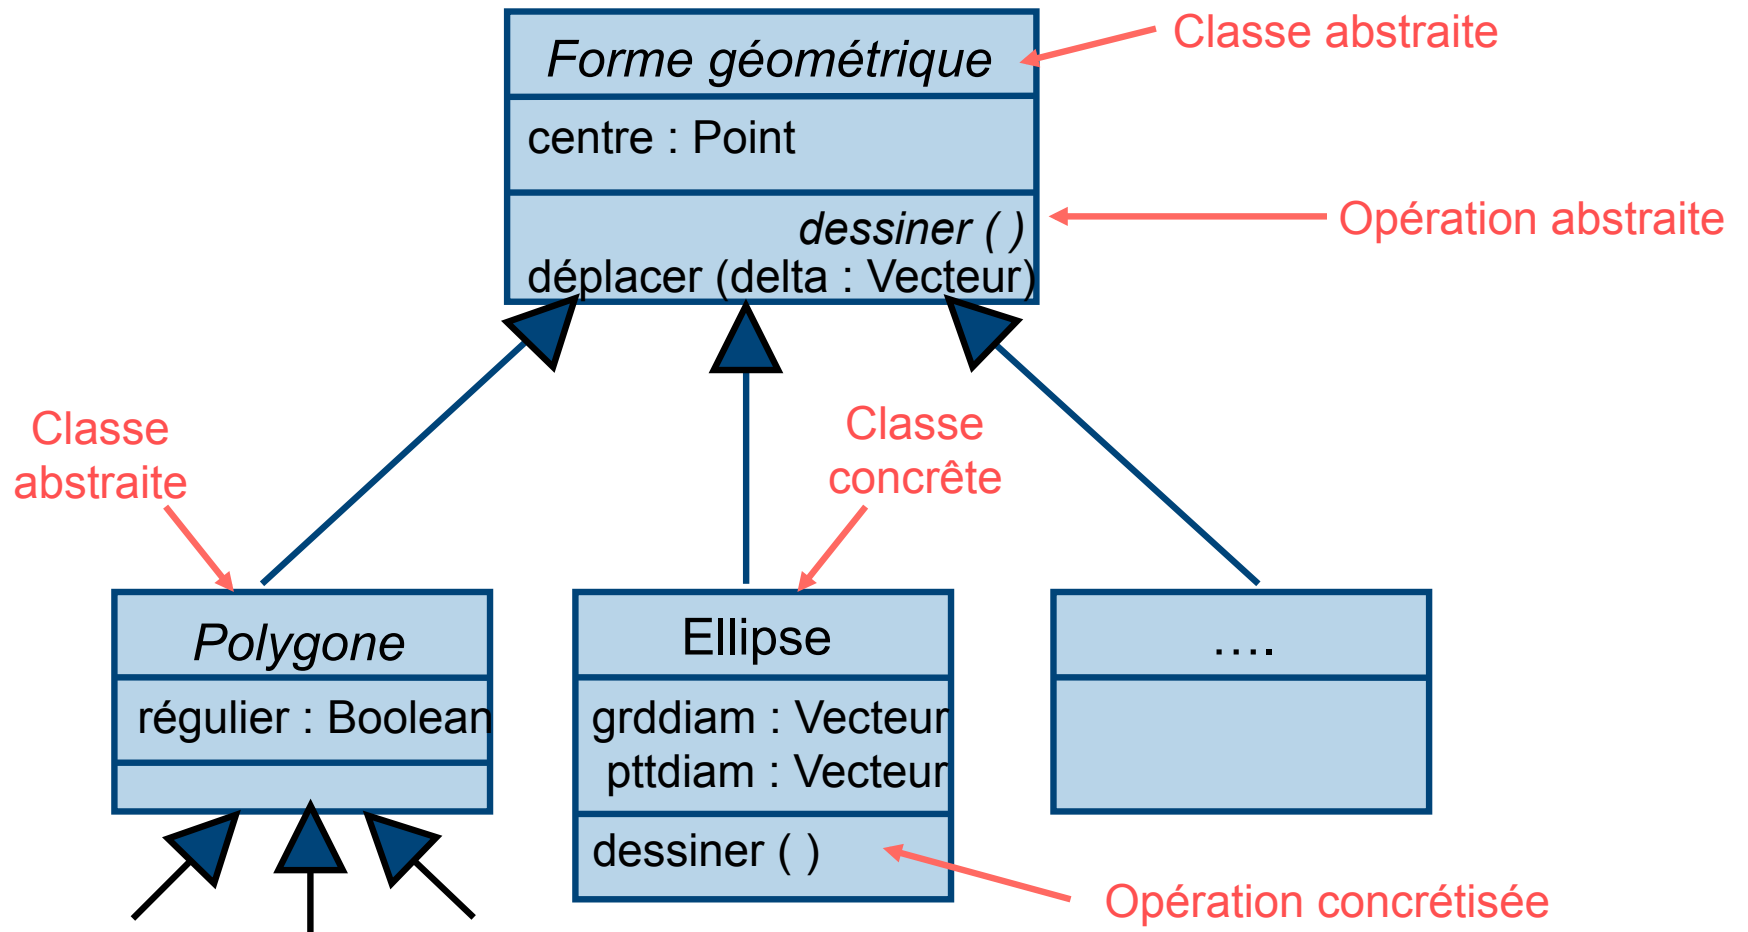 Classe abstraite
Forme géométrique
centre : Point
dessiner ( )
Opération abstraite
déplacer (delta : Vecteur)
Classe
abstraite
Classe
concrête
Polygone
régulier : Boolean
Ellipse
grddiam : Vecteur
pttdiam : Vecteur
dessiner ( )
….
Opération concrétisée